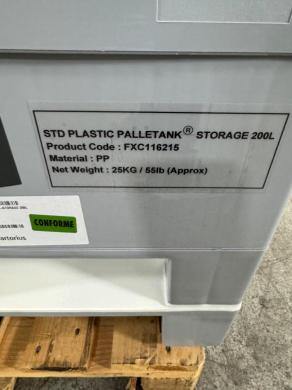 STD PLASTIC PALLETANK® STORAGE 200L
Product Code : FXC116215
Material : PP
Net Weight : 25KG / 55lb (Approx)
CONFORME